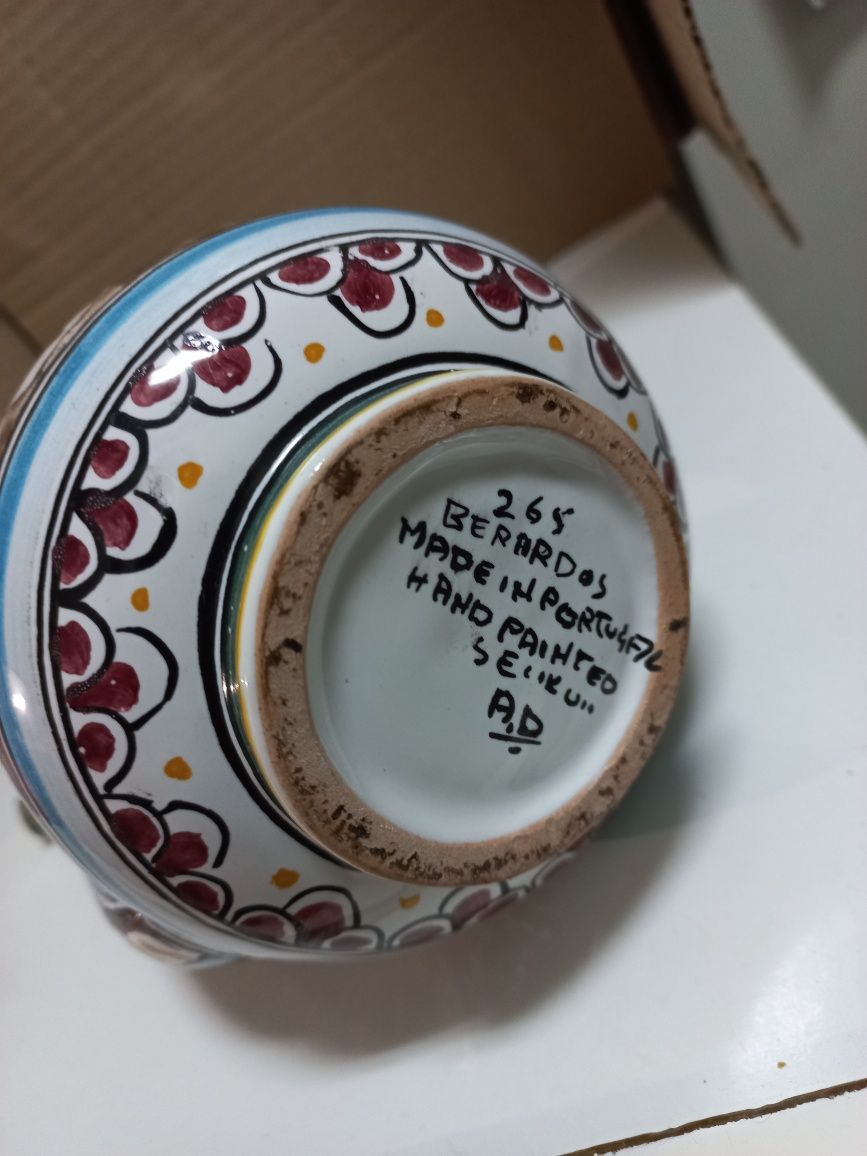 265
BERARDOS
MADE IN PORTUGAL
HAND PAINTED
A.D